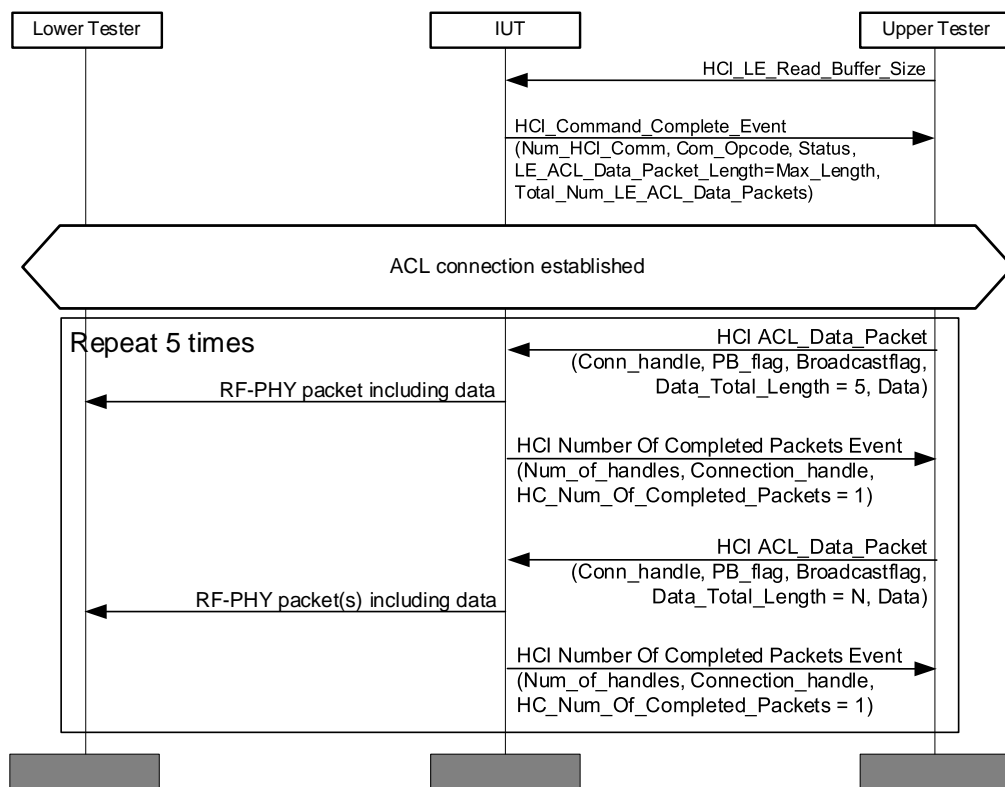 Lower Tester
IUT
Upper Tester
HCI_LE_Read_Buffer_Size
HCI_Command_Complete_Event
(Num_HCI_Comm, Com_Opcode, Status,
LE_ACL_Data_Packet_Length=Max_Length,
Total_Num_LE_ACL_Data_Packets)
ACL connection established
Repeat 5 times
HCI ACL_Data_Packet
(Conn_handle, PB_flag, Broadcastflag,
Data_Total_Length = 5, Data)
RF-PHY packet including data
HCI Number Of Completed Packets Event
(Num_of_handles, Connection_handle,
HC_Num_Of_Completed_Packets = 1)
HCI ACL_Data_Packet
(Conn_handle, PB_flag, Broadcastflag,
Data_Total_Length = N, Data)
RF-PHY packet(s) including data
HCI Number Of Completed Packets Event
(Num_of_handles, Connection_handle,
HC_Num_Of_Completed_Packets = 1)